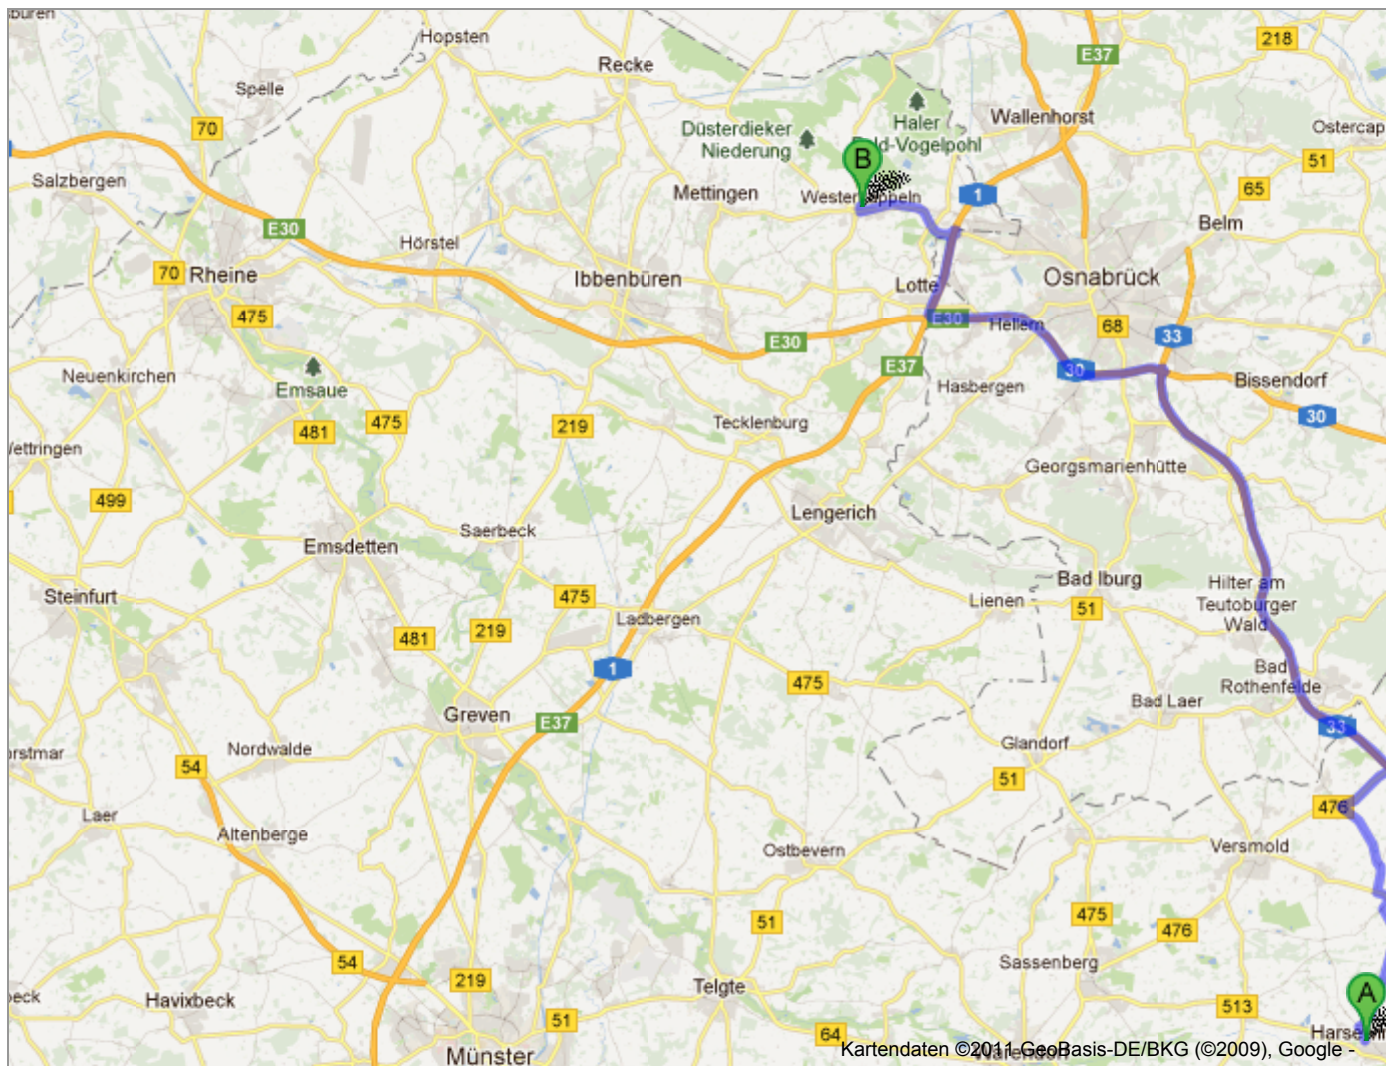 Hopsten
218
E37
Recke
Spelle
Wallenhorst
Haler
70
Düsterdieker
Niederung
Ostercap
51
B
Salzbergen
65
Mettingen
1
E30
Belm
Hörstel
70
Rheine
Ibbenbüren
Osnabrück
Lotte
475
E30
Hellern
68
33
E30
E37
30
Neuenkirchen
Emsaue
Hasbergen
Bissendorf
475
219
Tecklenburg
30
481
Georgsmarienhütte
499
Lengerich
Saerbeck
Emsdetten
Bad Iburg
Hilter am
Teutoburger
Wald
Steinfurt
475
Lienen
51
Ladbergen
481
219
1
475
Bad
Rothenfelde
Bad Laer
Greven
E37
33
Nordwalde
Glandorf
54
51
476
Laer
Altenberge
Versmold
Ostbevern
51
475
476
54
Sassenberg
219
Telgte
A
Havixbeck
513
51
64
Münster
Kartendaten ©2011 GeoBasis-DE/BKG (©2009), Google -